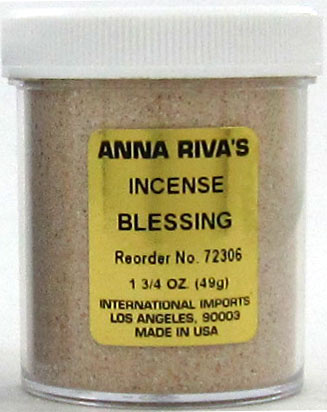 ANNA RIVA'S
INCENSE
BLESSING
Reorder No. 72306
1 3/4 OZ. (49g)
INTERNATIONAL IMPORTS
LOS ANGELES, 90003
MADE IN USA